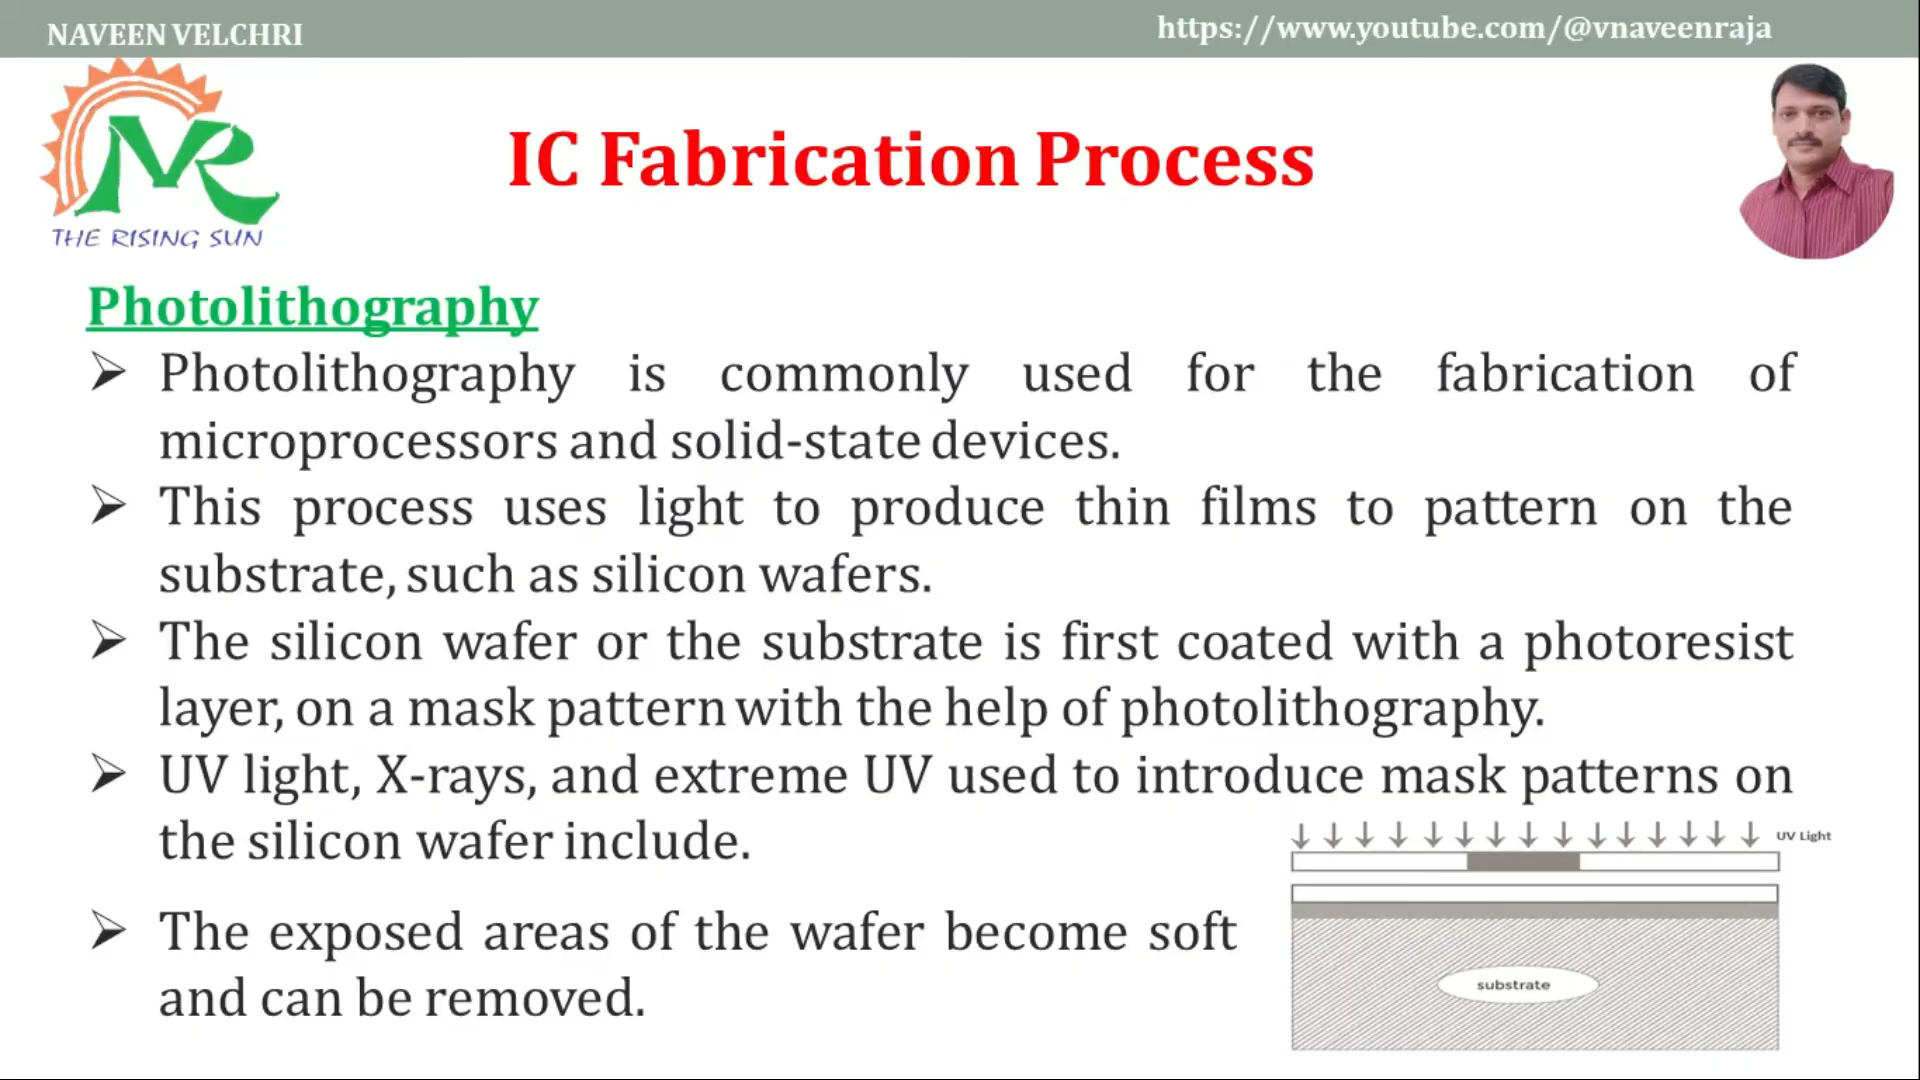 NAVEEN VELCHRI
https://www.youtube.com/@vnaveenraja
NR
THE RISING SUN
IC Fabrication Process
Photolithography
➢ Photolithography is commonly used for the fabrication of
microprocessors and solid-state devices.
➢ This process uses light to produce thin films to pattern on the
substrate, such as silicon wafers.
➢ The silicon wafer or the substrate is first coated with a photoresist
layer, on a mask pattern with the help of photolithography.
➢ UV light, X-rays, and extreme UV used to introduce mask patterns on
the silicon wafer include.
UV Light
➢ The exposed areas of the wafer become soft
and can be removed.
substrate